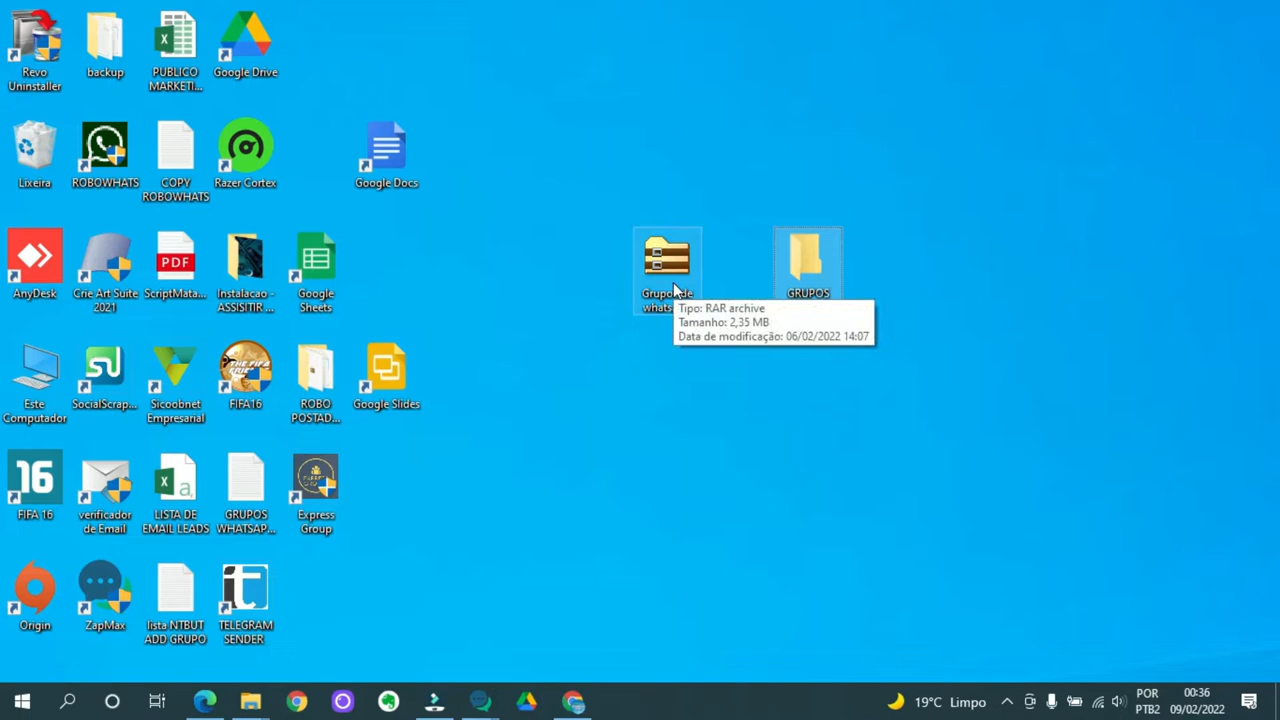 Revo
Uninstaller
backup
PUBLICO
MARKETI...
Google Drive
Lixeira
ROBOWHATS
COPY
ROBOWHATS
Razer Cortex
Google Docs
AnyDesk
Crie Art Suite
2021
PDF
ScriptMata...
Instalacao -
ASSISITIR ...
Google
Sheets
Grupo de
whats
GRUPOS
Tipo: RAR archive
Tamanho: 2,35 MB
Data de modificação: 06/02/2022 14:07
Este
Computador
SocialScrap...
Sicoobnet
Empresarial
THE FIFA
FIFA16
ROBO
POSTAD...
Google Slides
16
FIFA 16
verificador
de Email
LISTA DE
EMAIL LEADS
GRUPOS
WHATSAP...
Express
Group
Origin
ZapMax
lista NTBUT
ADD GRUPO
TELEGRAM
SENDER
19°C Limpo
POR
PTB2
00:36
09/02/2022